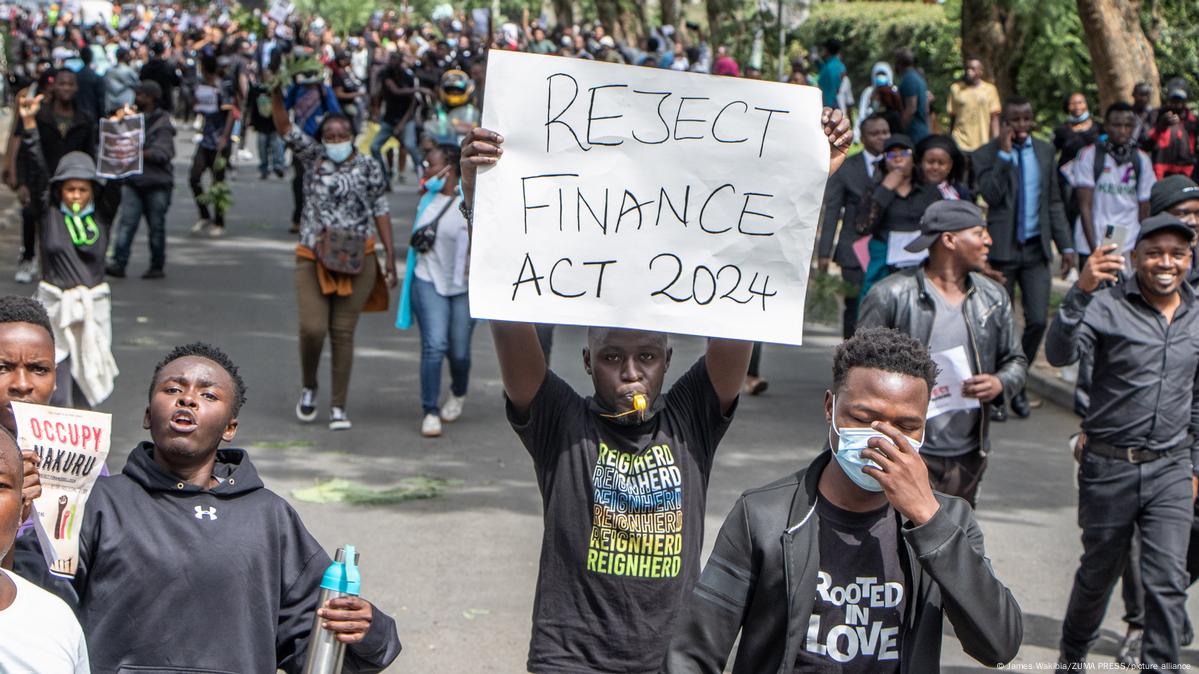 REJECT
FINANCE
ACT 2024
OCCUPY
NAKURU
REIGNHERD
REIGNHERD
REIGNHERD
REIGNHERD
REIGNHERD
REIGNHERD
ROOTED
IN
LOVE
© James Wakibia/ZUMA PRESS/picture alliance